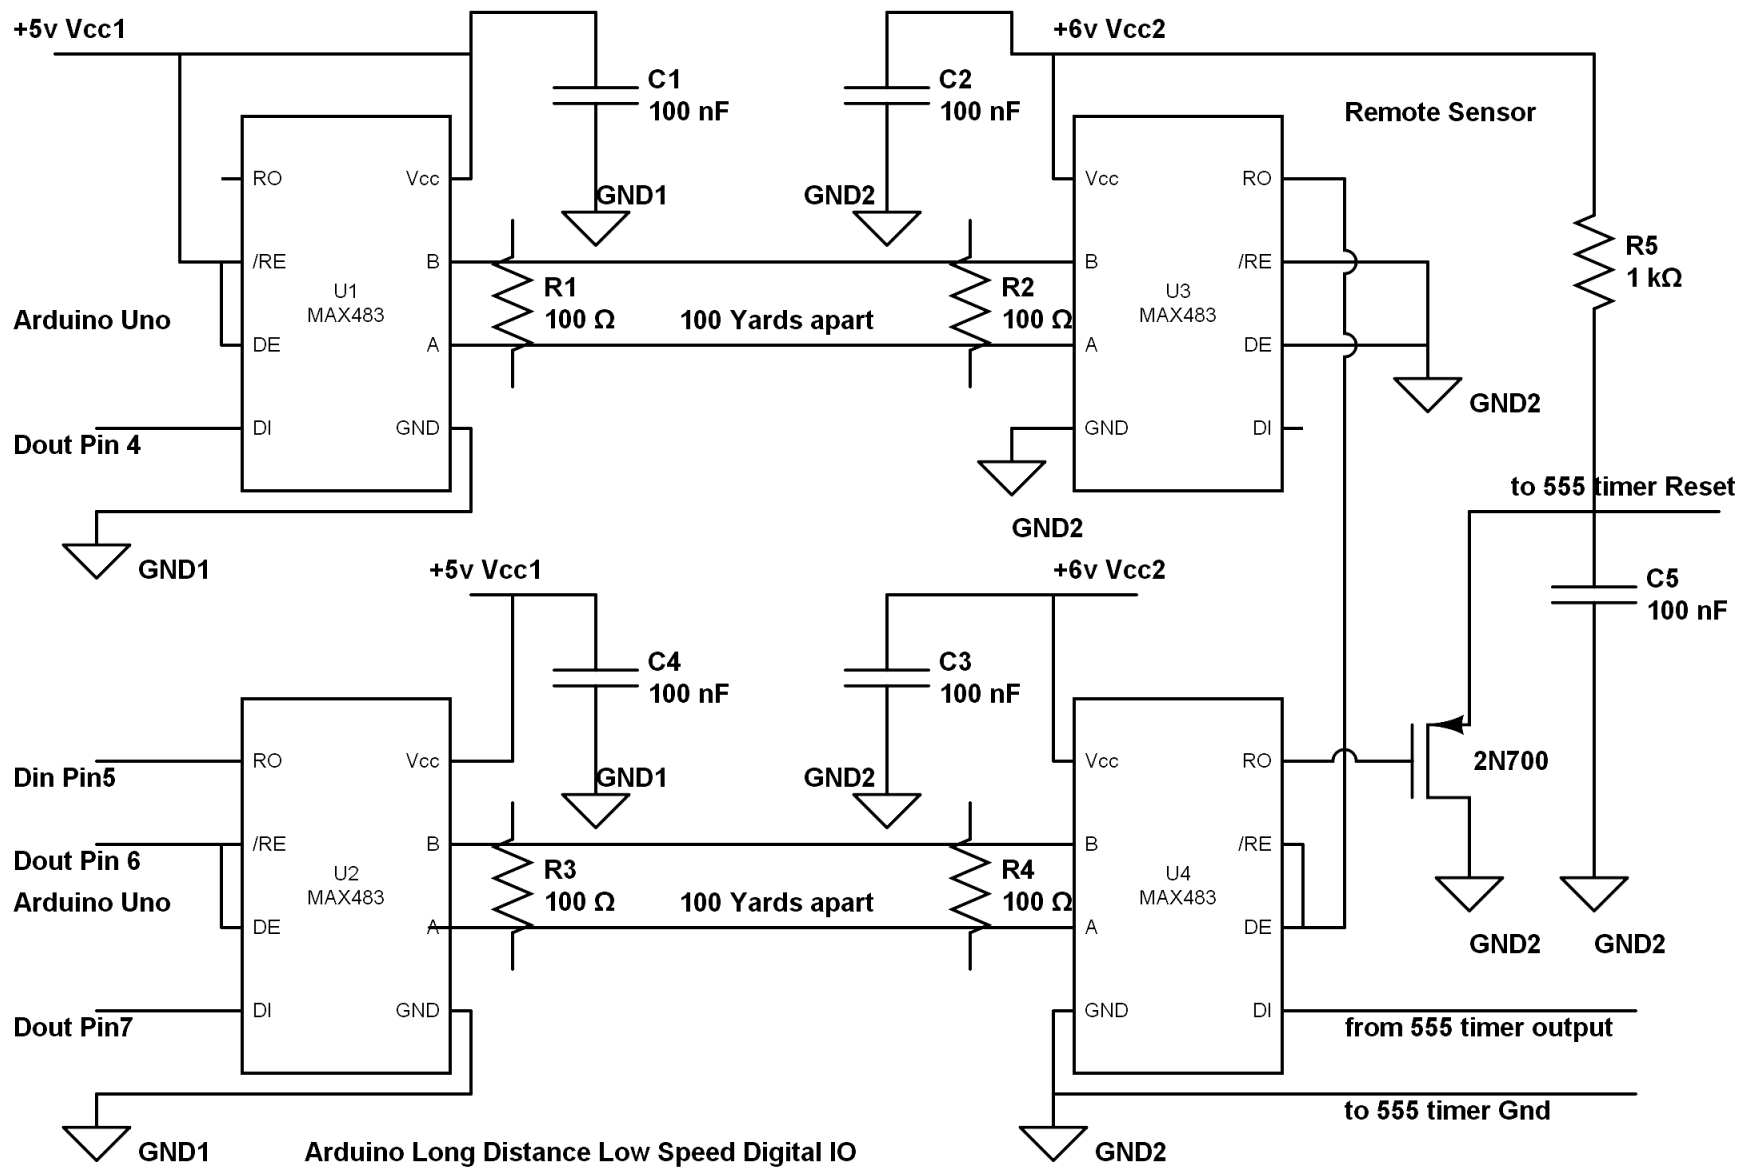 +5v Vcc1
+6v Vcc2
C1
100 nF
C2
100 nF
Remote Sensor
RO
Vcc
GND1
GND2
Vcc
RO
/RE
B
B
/RE
R5
1 kΩ
U1
MAX483
R1
100 Ω
100 Yards apart
R2
100 Ω
U3
MAX483
Arduino Uno
DE
A
A
DE
GND2
Dout Pin 4
DI
GND
GND
DI
to 555 timer Reset
GND2
GND1
+5v Vcc1
+6v Vcc2
C5
100 nF
C4
100 nF
C3
100 nF
Din Pin5
RO
Vcc
GND1
GND2
Vcc
RO
2N700
Dout Pin 6
/RE
B
B
/RE
Arduino Uno
U2
MAX483
R3
100 Ω
100 Yards apart
R4
100 Ω
U4
MAX483
DE
A
A
DE
GND2
GND2
Dout Pin7
DI
GND
GND
DI
from 555 timer output
to 555 timer Gnd
GND1
Arduino Long Distance Low Speed Digital IO
GND2